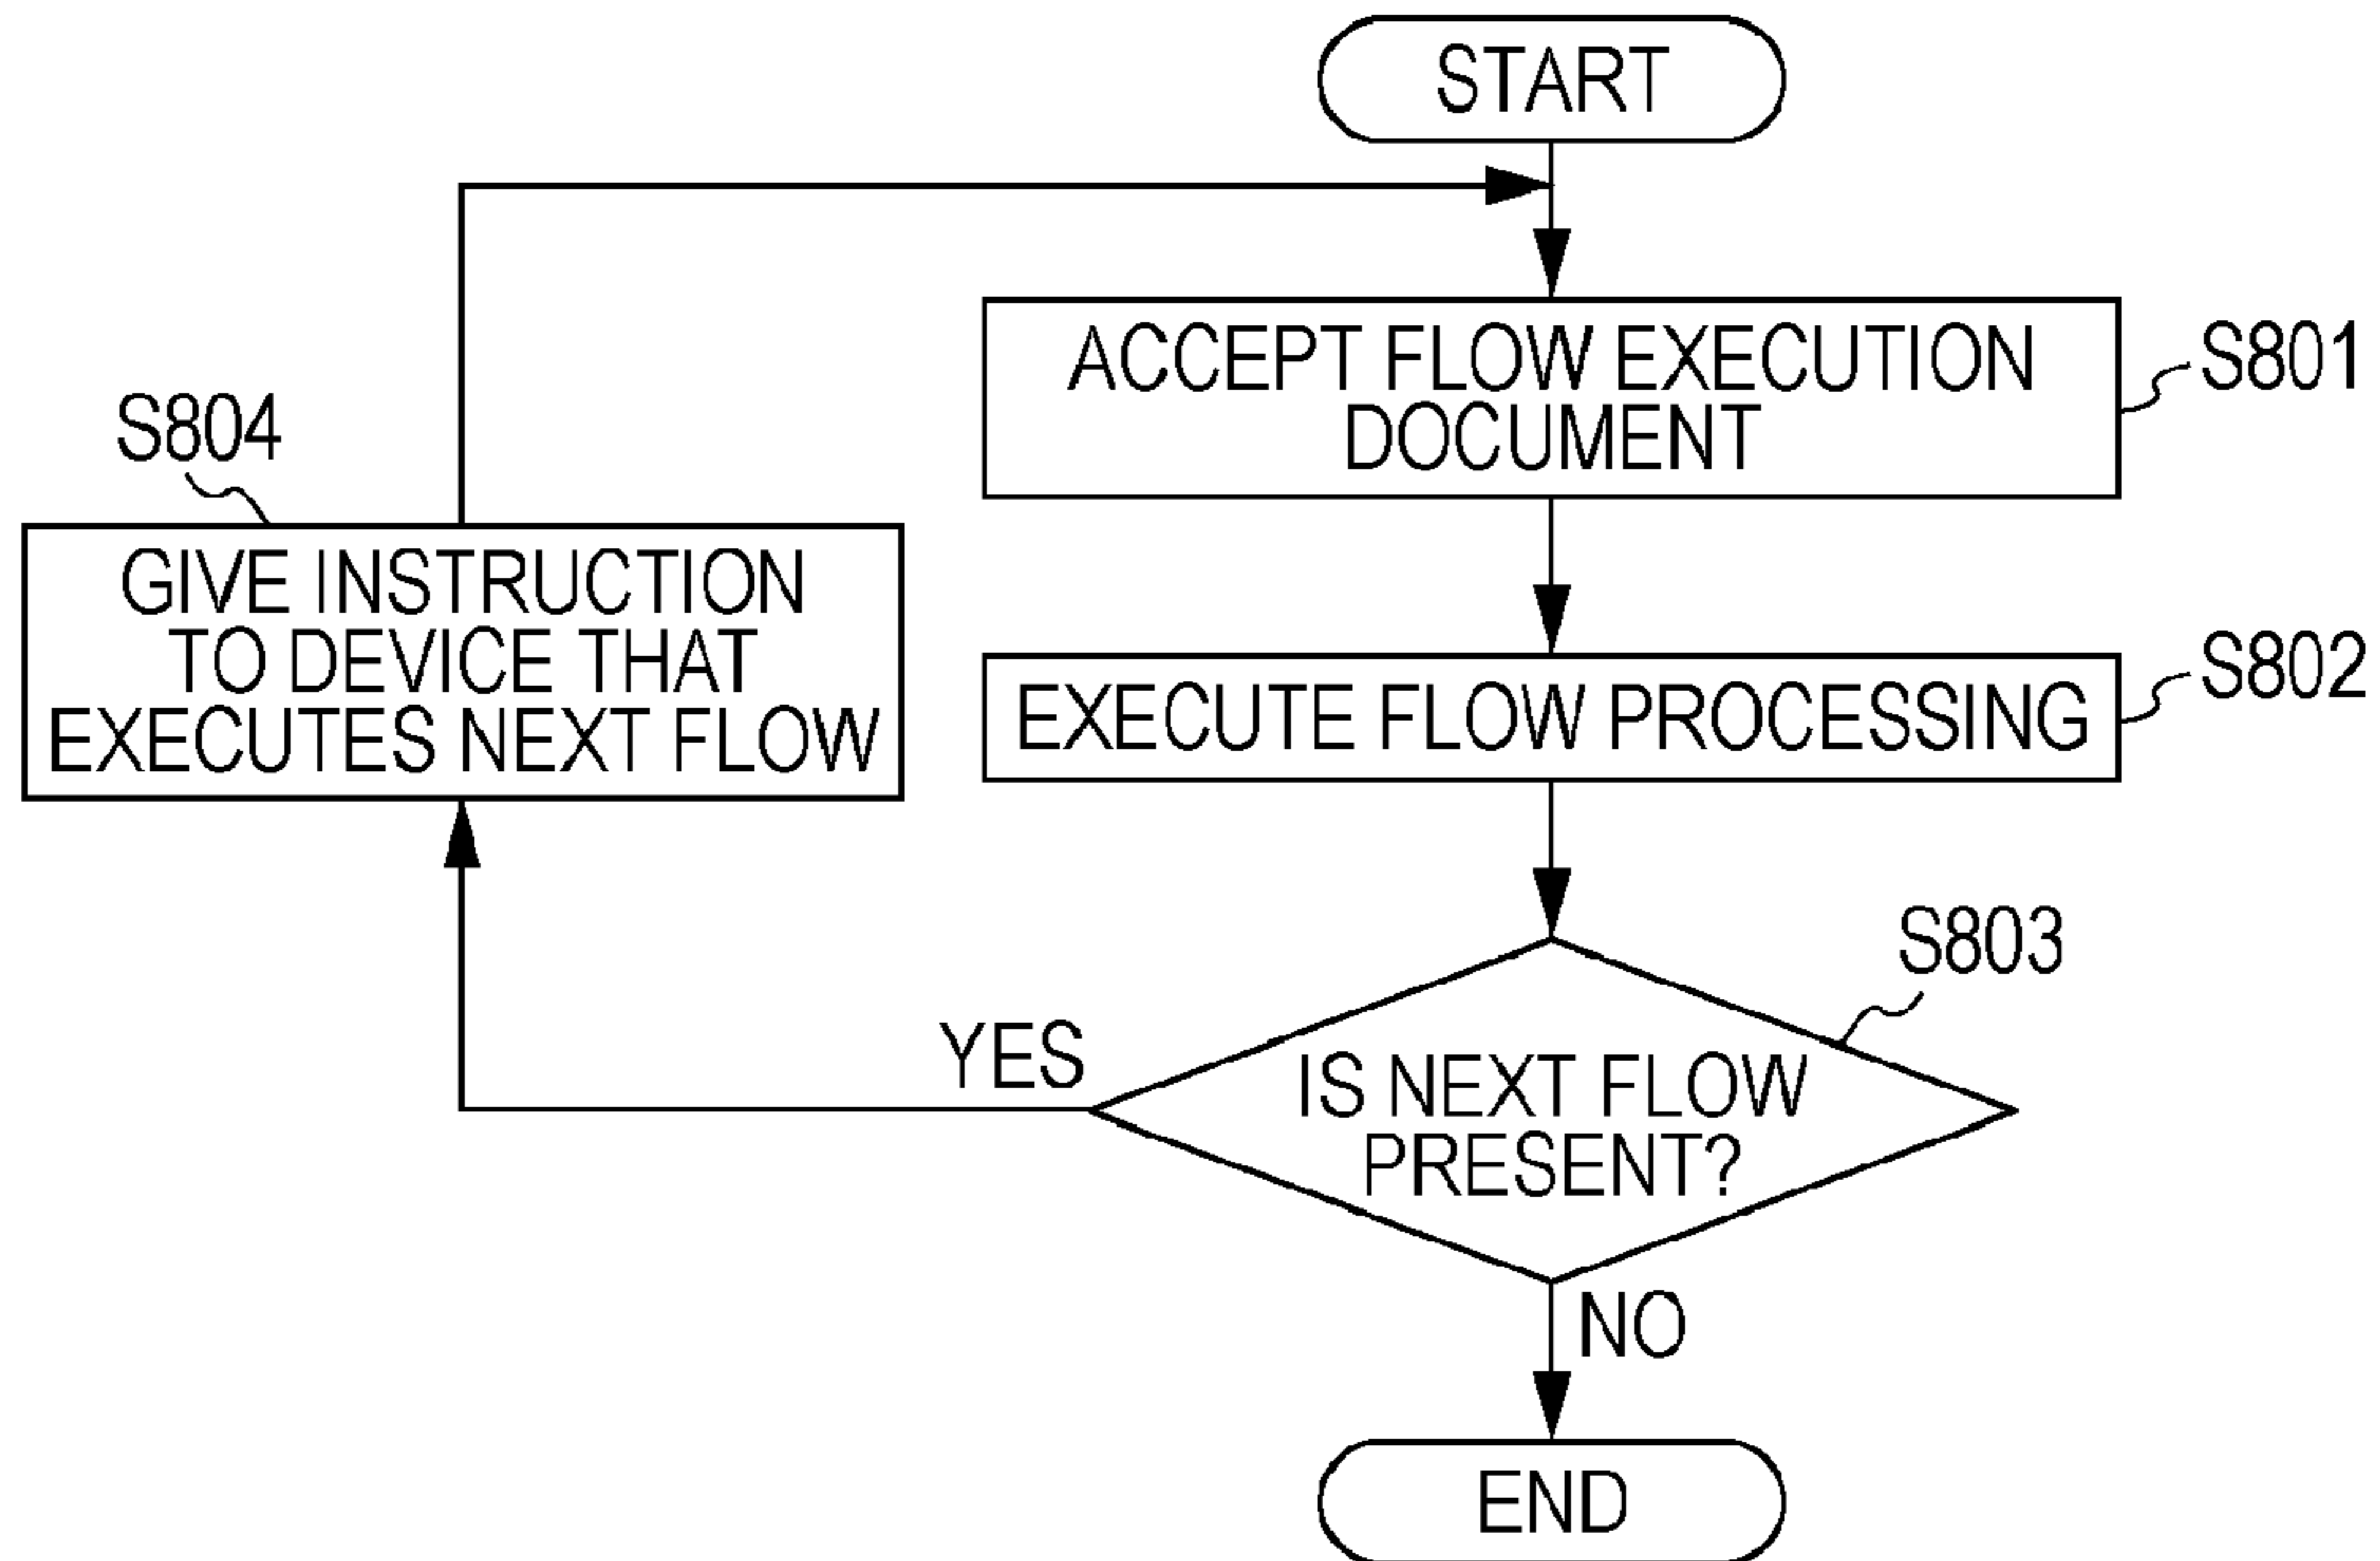 START
ACCEPT FLOW EXECUTION
DOCUMENT
S801
S804
GIVE INSTRUCTION
TO DEVICE THAT
EXECUTES NEXT FLOW
EXECUTE FLOW PROCESSING
S802
S803
YES
IS NEXT FLOW
PRESENT?
NO
END